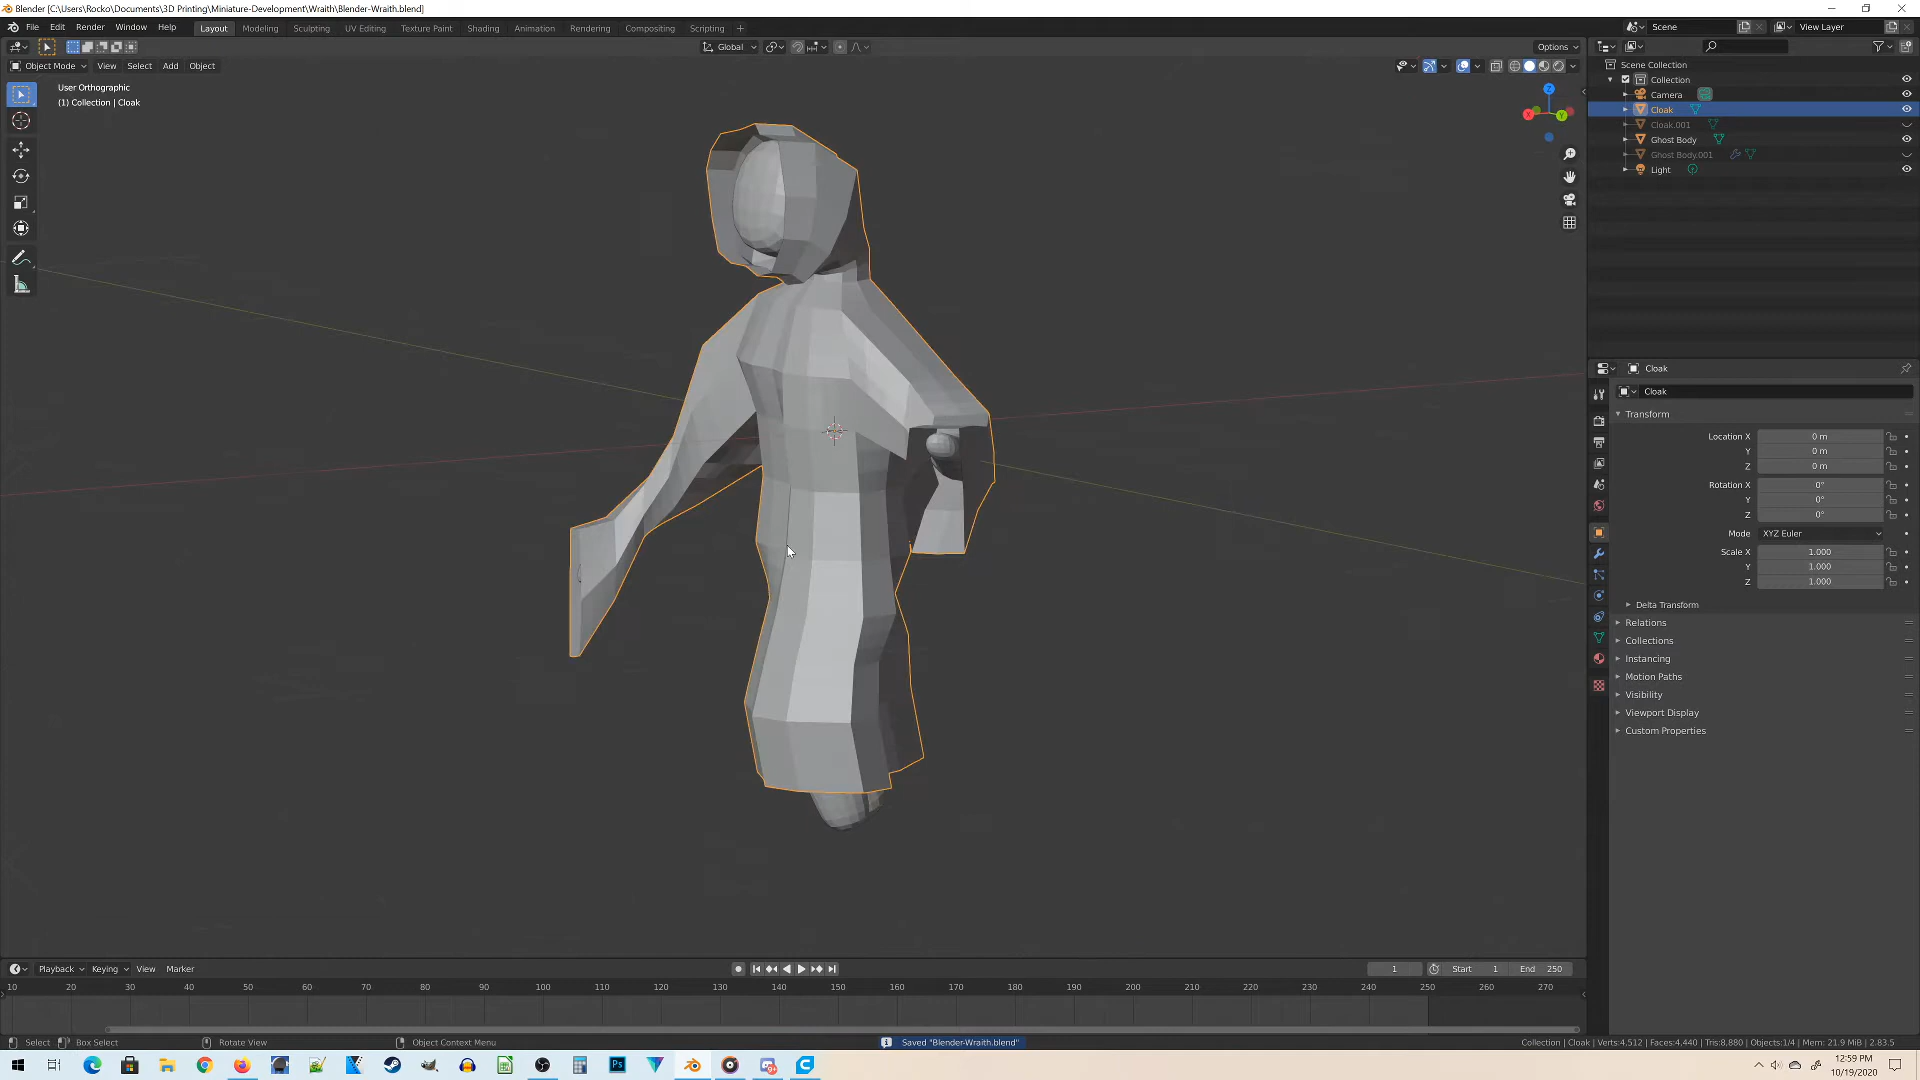 Blender [C:\Users\Rocko\Documents\3D Printing\Miniature-Development\Wraith\Blender-Wraith.blend]
File Edit Render Window Help Layout Modeling Sculpting UV Editing Texture Paint Shading Animation Rendering Compositing Scripting + Scene View Layer
Global Options
Object Mode View Select Add Object
User Orthographic
(1) Collection | Cloak
Z
X Y
Scene Collection
Collection
Camera
Cloak
Cloak.001
Ghost Body
Ghost Body.001
Light
Cloak
Cloak
Transform
Location X 0 m
Y 0 m
Z 0 m
Rotation X 0°
Y 0°
Z 0°
Mode XYZ Euler
Scale X 1.000
Y 1.000
Z 1.000
Delta Transform
Relations
Collections
Instancing
Motion Paths
Visibility
Viewport Display
Custom Properties
Playback Keying View Marker 1 Start 1 End 250
10 20 30 40 50 60 70 80 90 100 110 120 130 140 150 160 170 180 190 200 210 220 230 240 250 260 270
Select Box Select Rotate View Object Context Menu Saved "Blender-Wraith.blend" Collection | Cloak | Verts:4,512 | Faces:4,440 | Tris:8,880 | Objects:1/4 | Mem: 21.9 MiB | 2.83.5
12:59 PM
10/19/2020